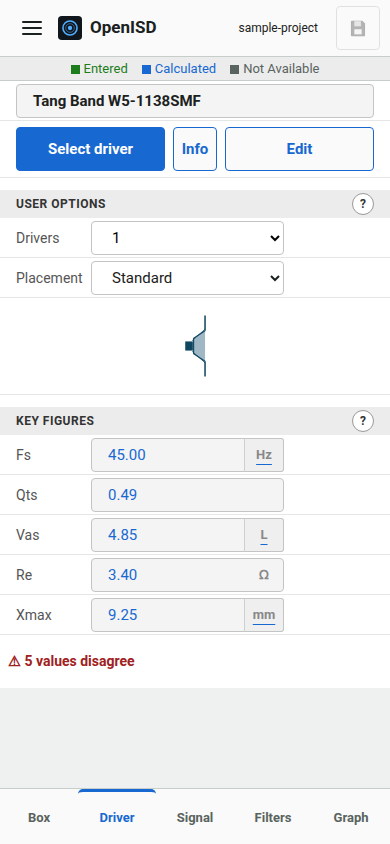 OpenISD
sample-project
Entered Calculated Not Available
Tang Band W5-1138SMF
Select driver Info Edit
USER OPTIONS ?
Drivers 1
Placement Standard
KEY FIGURES ?
Fs 45.00 Hz
Qts 0.49
Vas 4.85 L
Re 3.40 Ω
Xmax 9.25 mm
⚠ 5 values disagree
Box Driver Signal Filters Graph